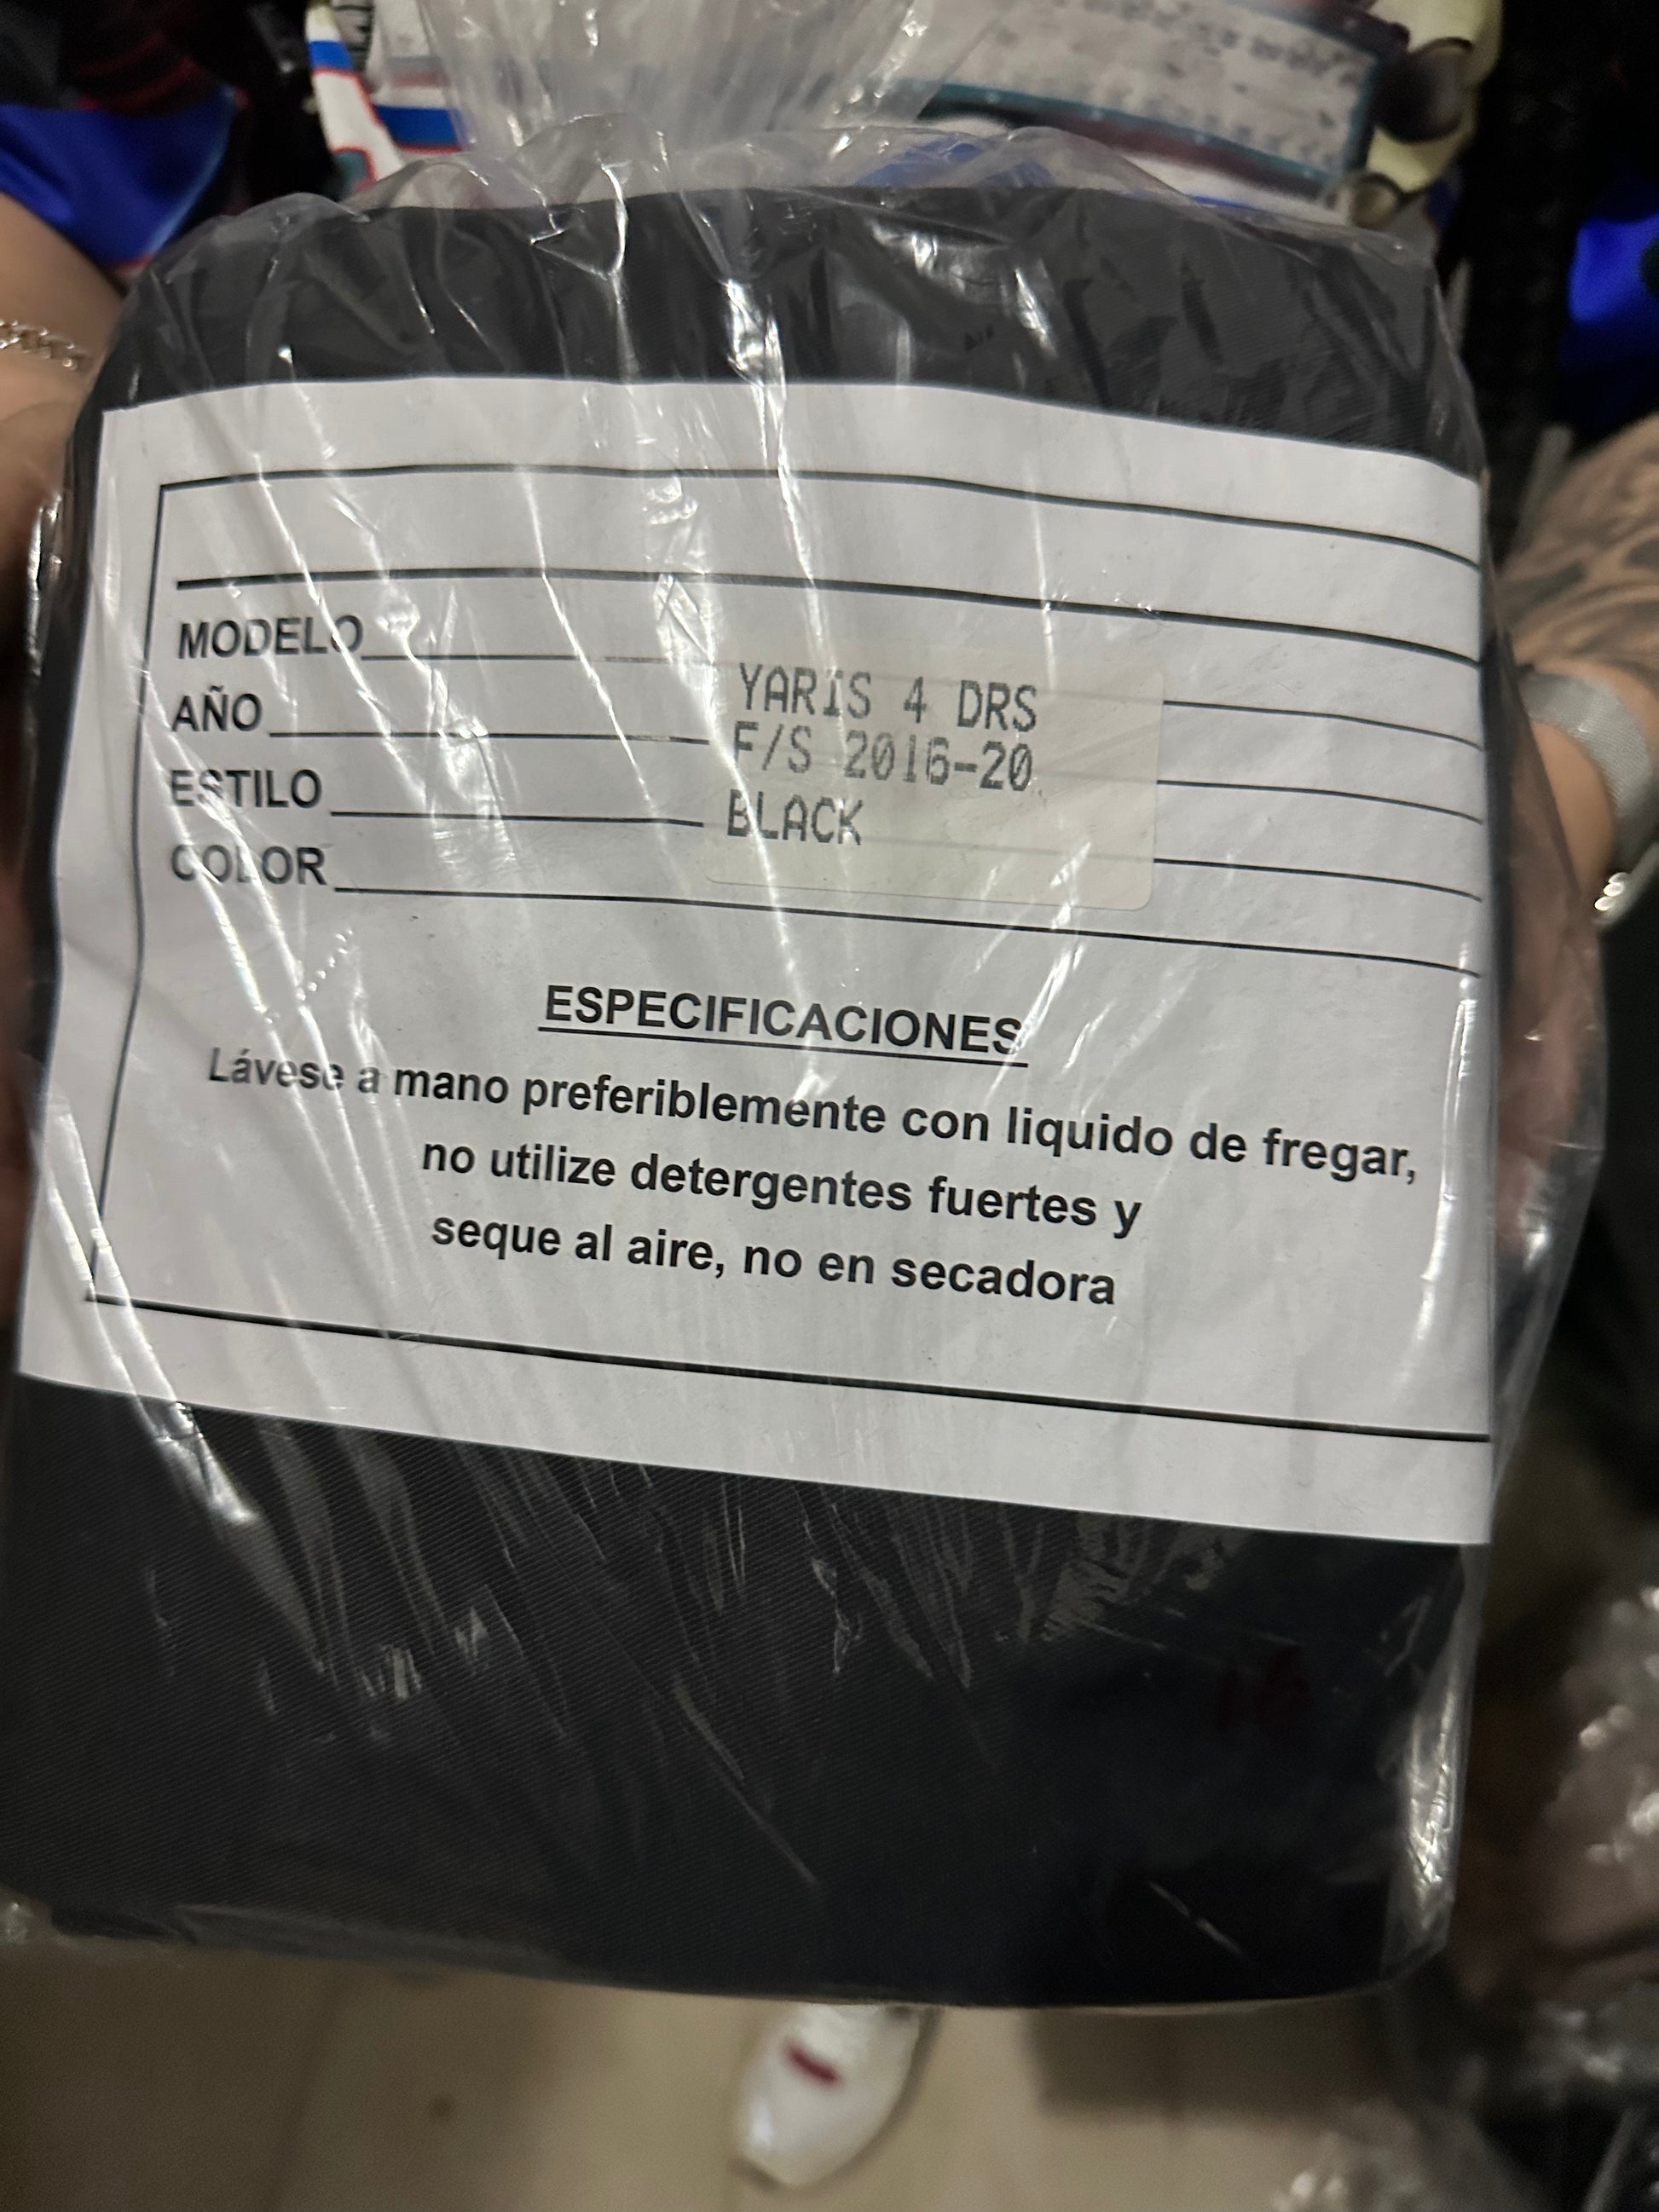 MODELO
AÑO
ESTILO
COLOR
YARIS 4 DRS
F/S 2016-20
BLACK
ESPECIFICACIONES
Lávese a mano preferiblemente con liquido de fregar,
no utilize detergentes fuertes y
seque al aire, no en secadora